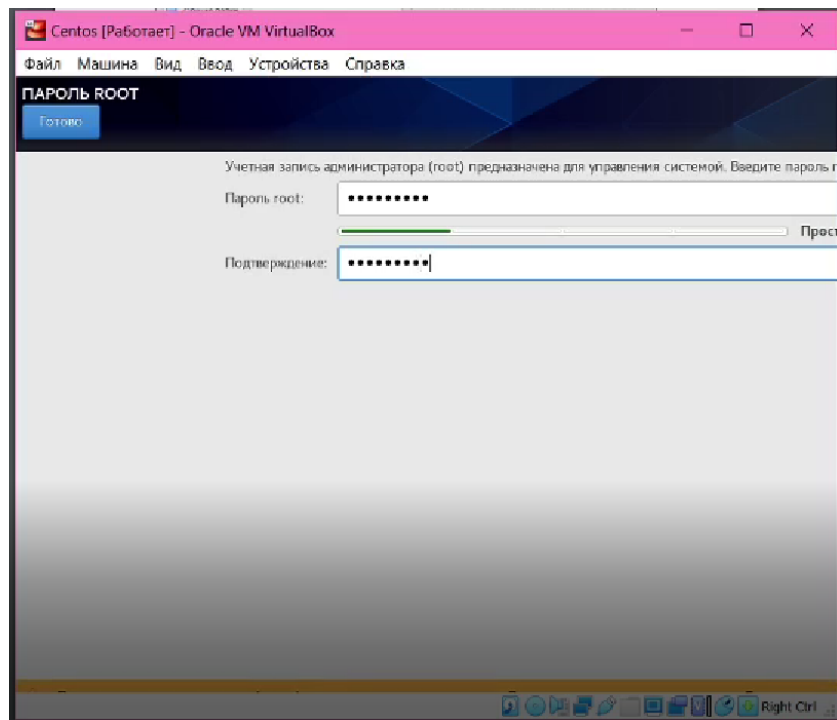 Centos [Работает] - Oracle VM VirtualBox
Файл Машина Вид Ввод Устройства Справка
ПАРОЛЬ ROOT
Готово
Учетная запись администратора (root) предназначена для управления системой. Введите пароль
Пароль root: •••••••••
Прост
Подтверждение: •••••••••
Right Ctrl